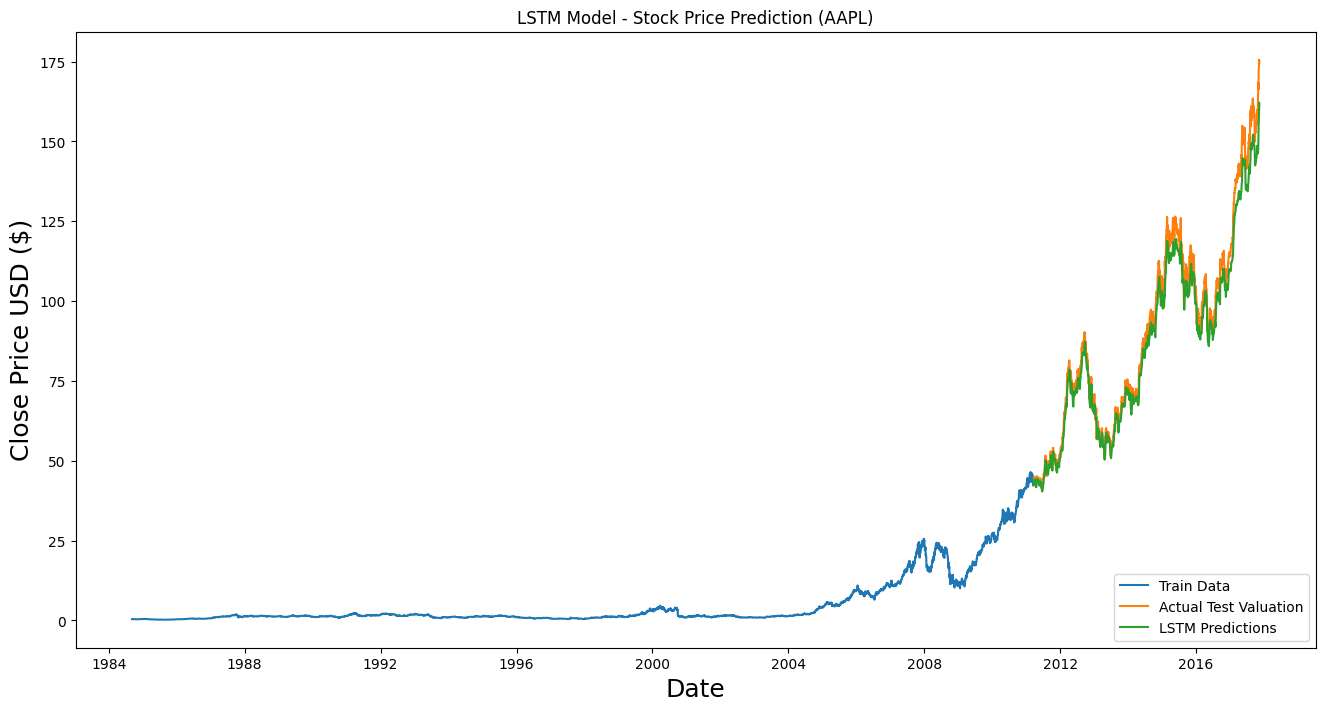 LSTM Model - Stock Price Prediction (AAPL)
Close Price USD ($)
175
150
125
100
75
50
25
0
1984 1988 1992 1996 2000 2004 2008 2012 2016
Date
Train Data
Actual Test Valuation
LSTM Predictions